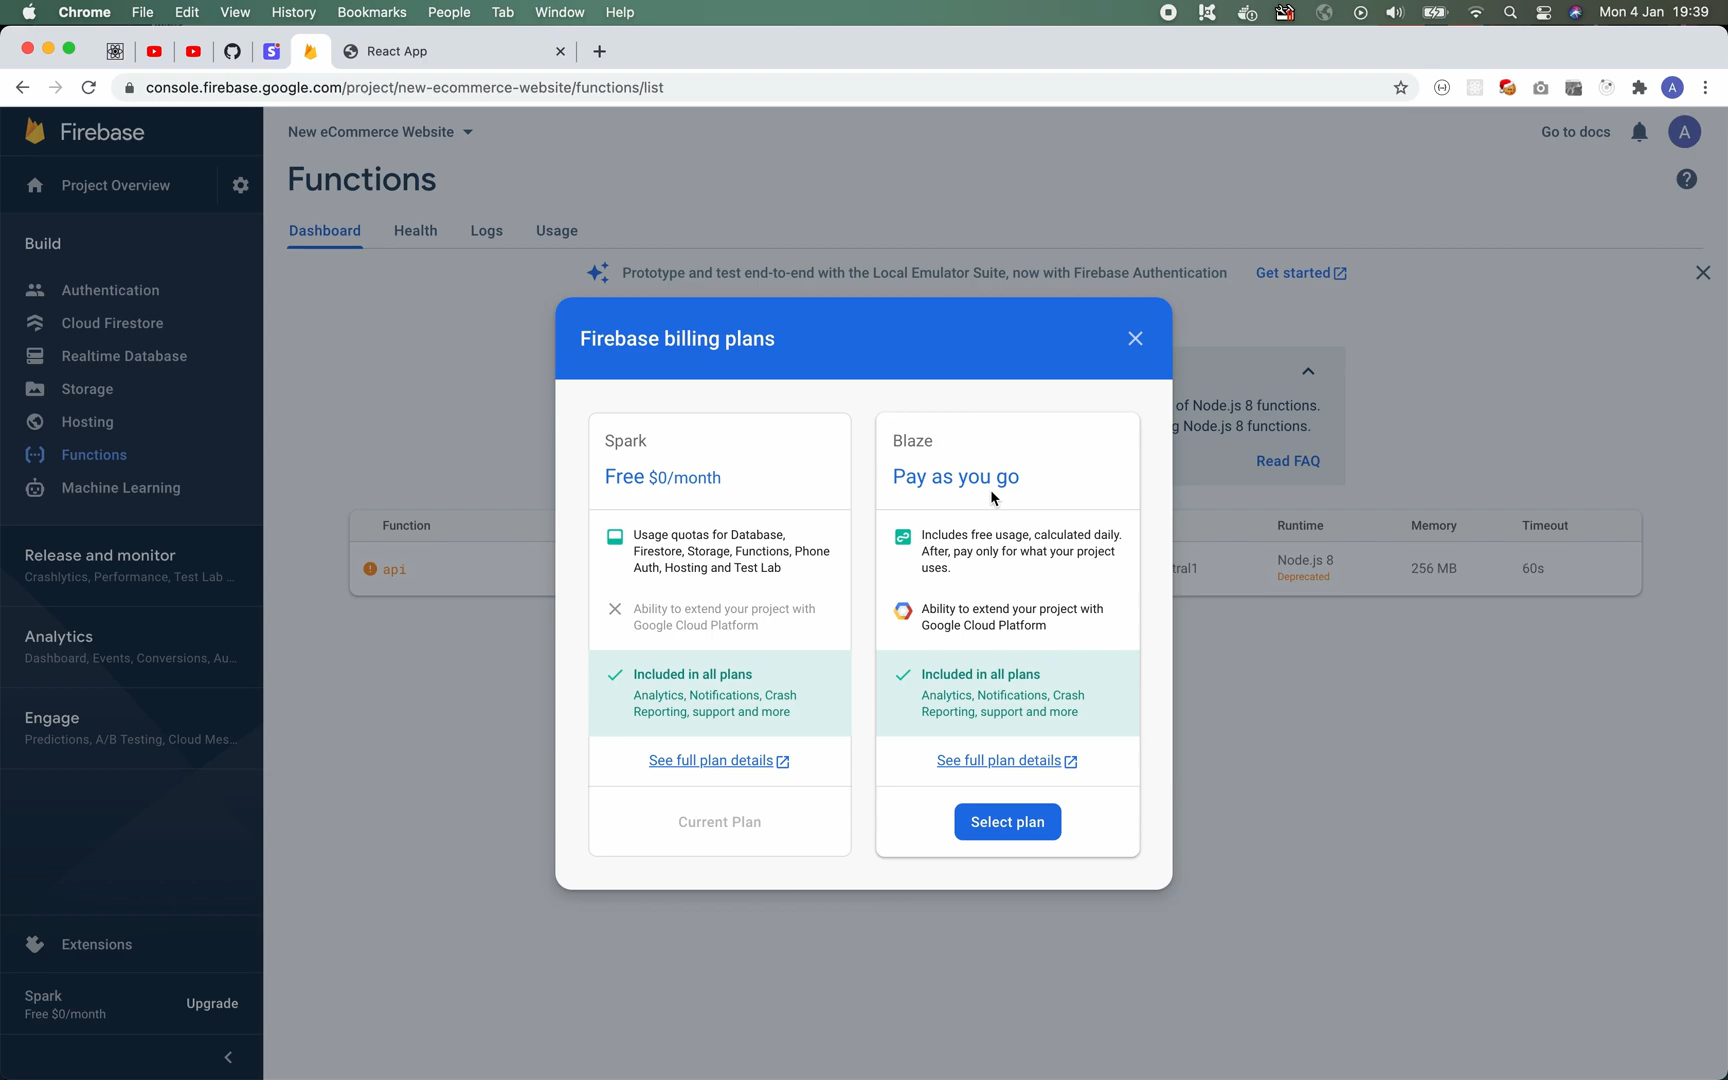 Chrome File Edit View History Bookmarks People Tab Window Help Mon 4 Jan 19:39
React App
console.firebase.google.com/project/new-ecommerce-website/functions/list A
Firebase
New eCommerce Website
Go to docs
A
Project Overview
Functions
Dashboard Health Logs Usage
Build
Authentication
Cloud Firestore
Realtime Database
Storage
Hosting
Functions
Machine Learning
Release and monitor
Crashlytics, Performance, Test Lab ...
Analytics
Dashboard, Events, Conversions, Au...
Engage
Predictions, A/B Testing, Cloud Mes...
Extensions
Spark
Free $0/month
Upgrade
Prototype and test end-to-end with the Local Emulator Suite, now with Firebase Authentication Get started
of Node.js 8 functions.
g Node.js 8 functions.
Read FAQ
Function Runtime Memory Timeout
api tral1 Node.js 8 256 MB 60s
Deprecated
Firebase billing plans
Spark
Free $0/month
Usage quotas for Database,
Firestore, Storage, Functions, Phone
Auth, Hosting and Test Lab
Ability to extend your project with
Google Cloud Platform
Included in all plans
Analytics, Notifications, Crash
Reporting, support and more
See full plan details
Current Plan
Blaze
Pay as you go
Includes free usage, calculated daily.
After, pay only for what your project
uses.
Ability to extend your project with
Google Cloud Platform
Included in all plans
Analytics, Notifications, Crash
Reporting, support and more
See full plan details
Select plan